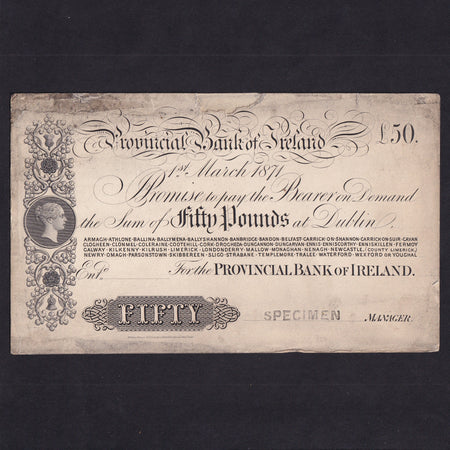 Provincial Bank of Ireland
£50.
1st March 1871
I Promise to pay the Bearer on Demand
the Sum of Fifty Pounds at Dublin
ARMAGH·ATHLONE·BALLINA·BALLYMENA·BALLYSHANNON·BANBRIDGE·BANDON·BELFAST·CARRICK-ON-SHANNON·CARRICK ON SUIR·CAVAN
CLOGHEEN·CLONMEL·COLERAINE·COOTEHILL·CORK·DROGHEDA·DUNGANNON·DUNGARVAN·ENNIS·ENNISCORTHY·ENNISKILLEN·FERMOY
GALWAY·KILKENNY·KILRUSH·LIMERICK·LONDONDERRY·MALLOW·MONAGHAN·NENAGH·NEWCASTLE,(COUNTY LIMERICK,)
NEWRY·OMAGH·PARSONSTOWN·SKIBBEREEN·SLIGO·STRABANE·TEMPLEMORE·TRALEE·WATERFORD·WEXFORD OR YOUGHAL
Entd. For the PROVINCIAL BANK OF IRELAND.
FIFTY
SPECIMEN MANAGER.